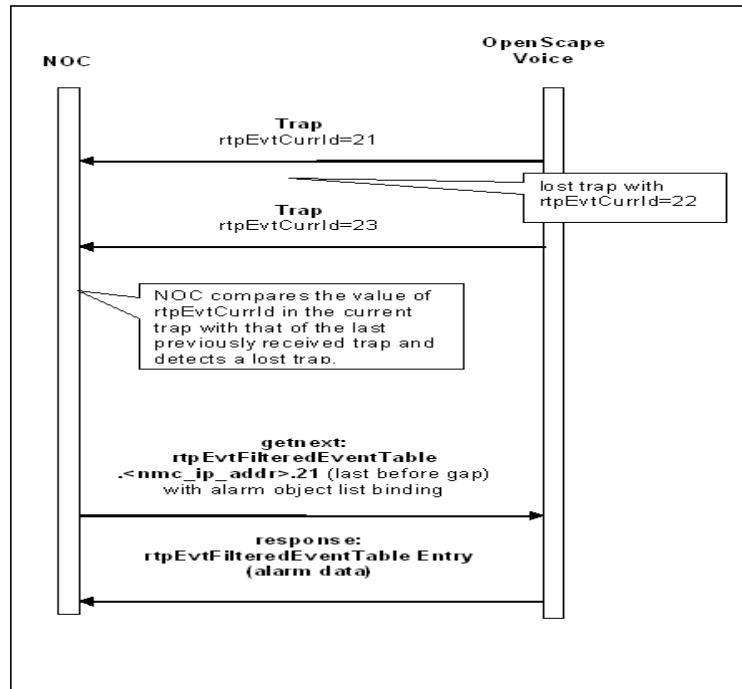 OpenScape
Voice
NOC
Trap
rtpEvtCurrId=21
lost trap with
rtpEvtCurrId=22
Trap
rtpEvtCurrId=23
NOC compares the value of
rtpEvtCurrId in the current
trap with that of the last
previously received trap and
detects a lost trap.
getnext:
rtpEvtFilteredEventTable
.<nmc_ip_addr>.21 (last before gap)
with alarm object list binding
response:
rtpEvtFilteredEventTable Entry
(alarm data)